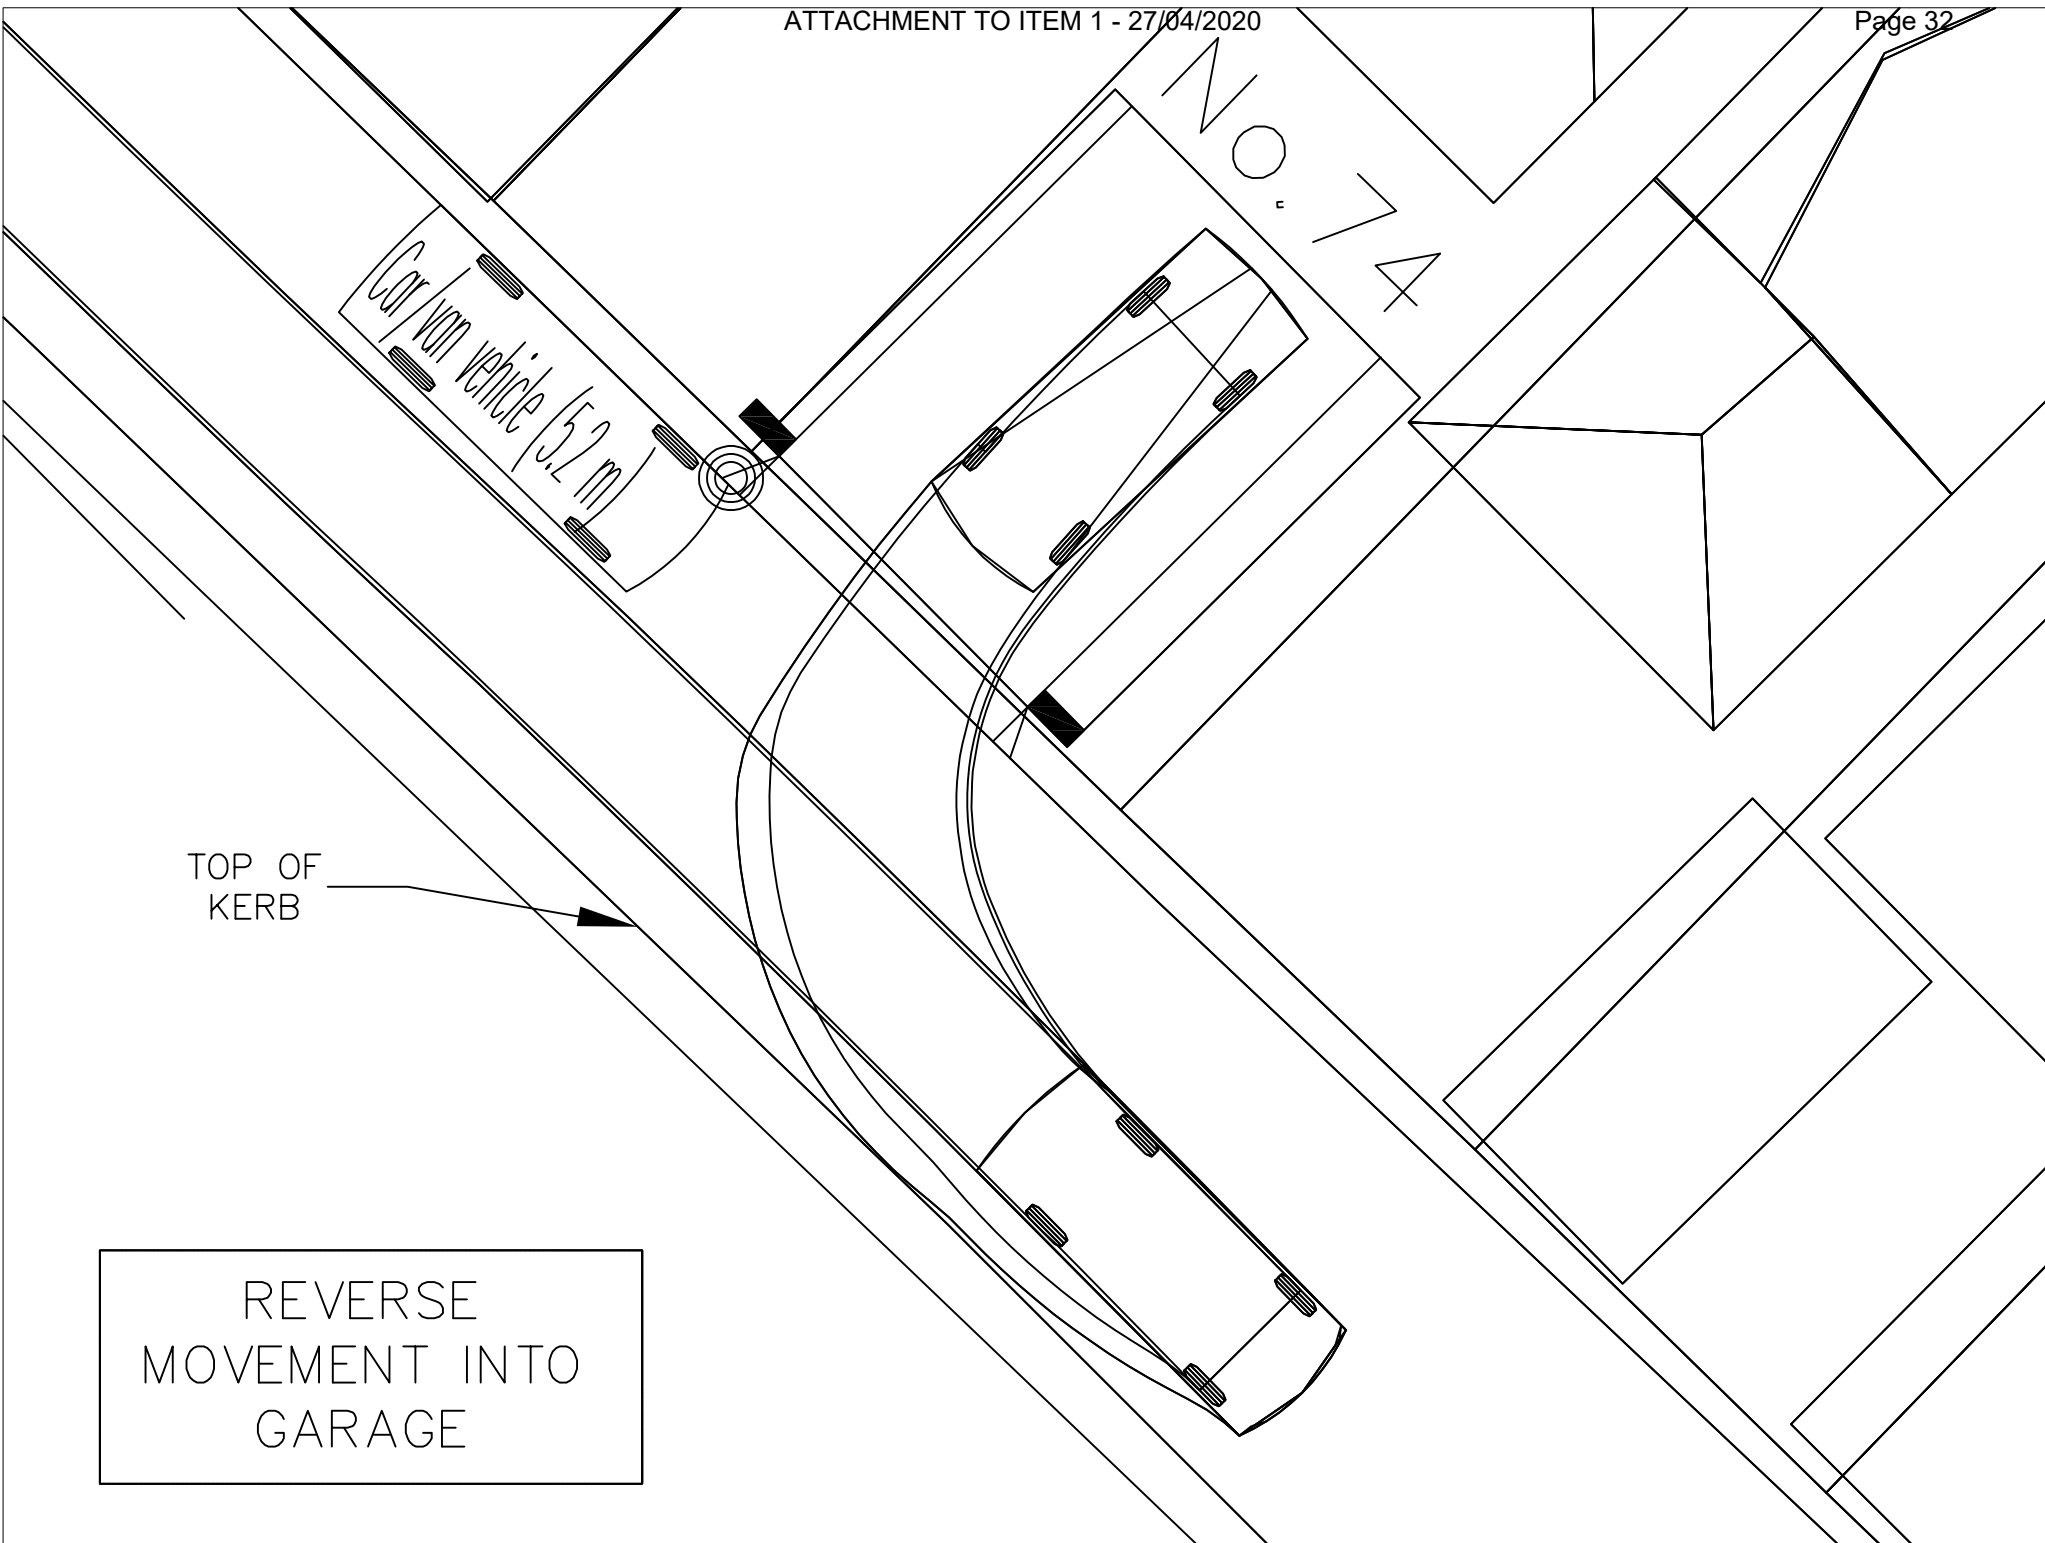 ATTACHMENT TO ITEM 1 - 27/04/2020
Page 32
No. 74
Car/van vehicle (5.2 m)
TOP OF
KERB
REVERSE
MOVEMENT INTO
GARAGE